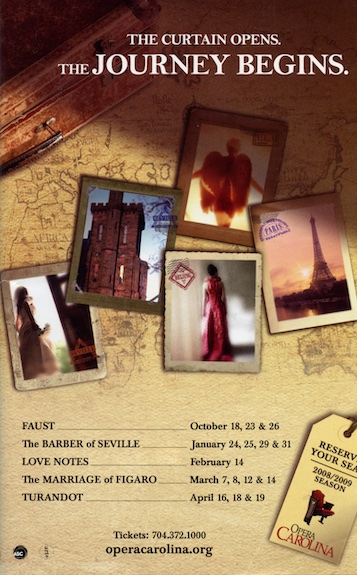 THE CURTAIN OPENS.
THE JOURNEY BEGINS.
PARIS
BEIJING
FAUST October 18, 23 & 26
The BARBER of SEVILLE January 24, 25, 29 & 31
LOVE NOTES February 14
The MARRIAGE of FIGARO March 7, 8, 12 & 14
TURANDOT April 16, 18 & 19
RESERVE
YOUR SEA
2008/2009
SEASON
OPERA
CAROLINA
Tickets: 704.372.1000
operacarolina.org
ASC